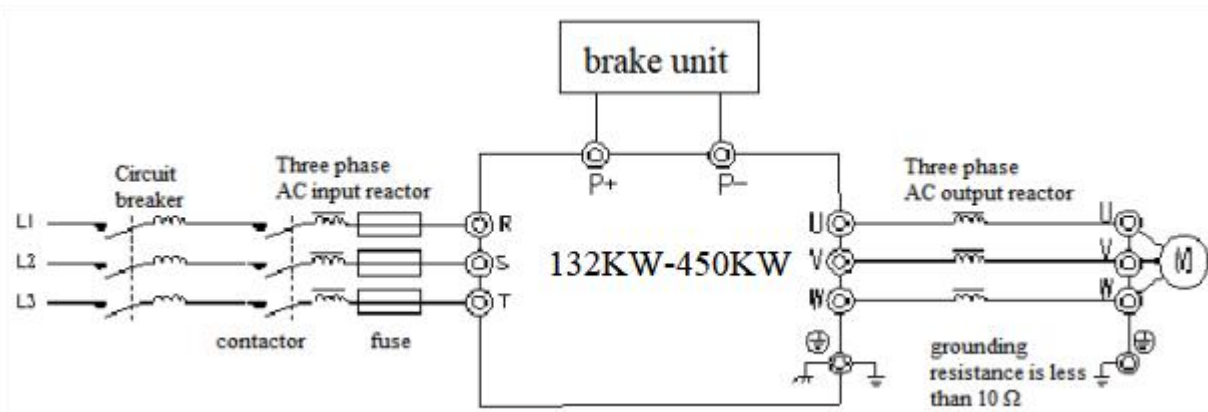 brake unit
P+
P-
Circuit
breaker
Three phase
AC input reactor
Three phase
AC output reactor
L1
R
U
U
L2
S
132KW-450KW
V
V
M
L3
T
W
W
contactor
fuse
grounding
resistance is less
than 10 Ω